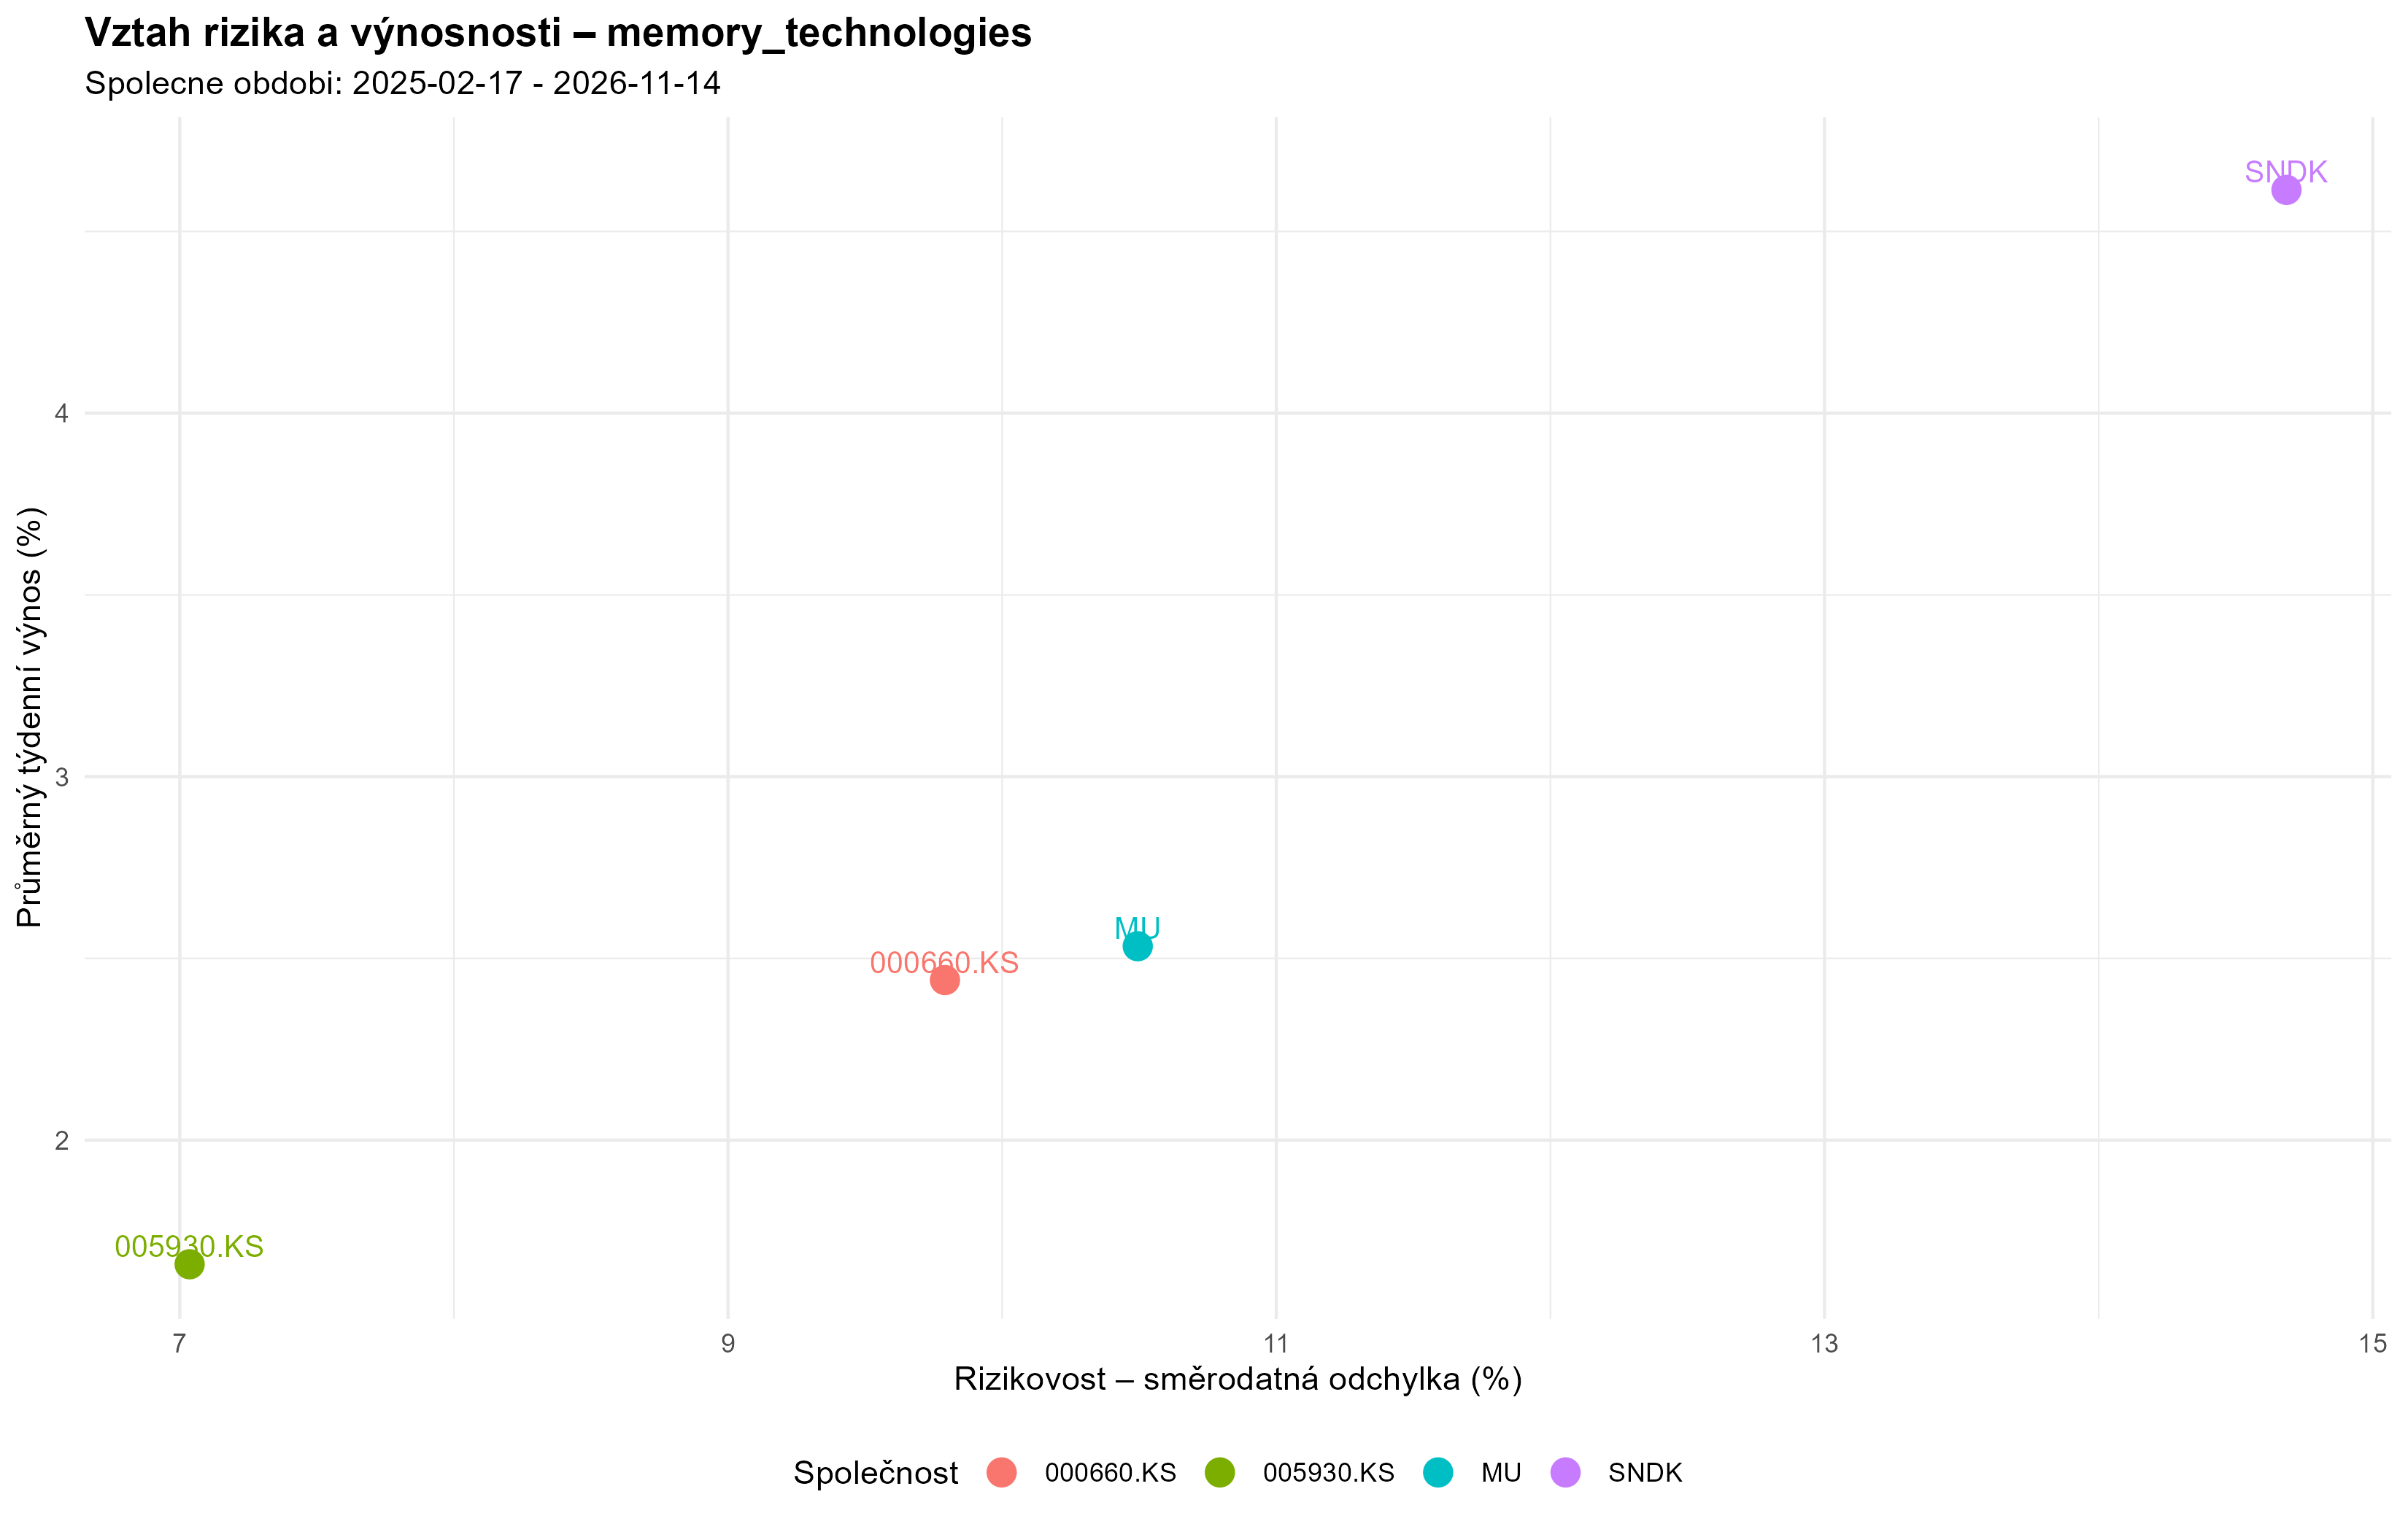 Vztah rizika a výnosnosti – memory_technologies
Spolecne obdobi: 2025-02-17 - 2026-11-14
Průměrný týdenní výnos (%)
4
3
2
SNDK
MU
000660.KS
005930.KS
7 9 11 13 15
Rizikovost – směrodatná odchylka (%)
Společnost 000660.KS 005930.KS MU SNDK